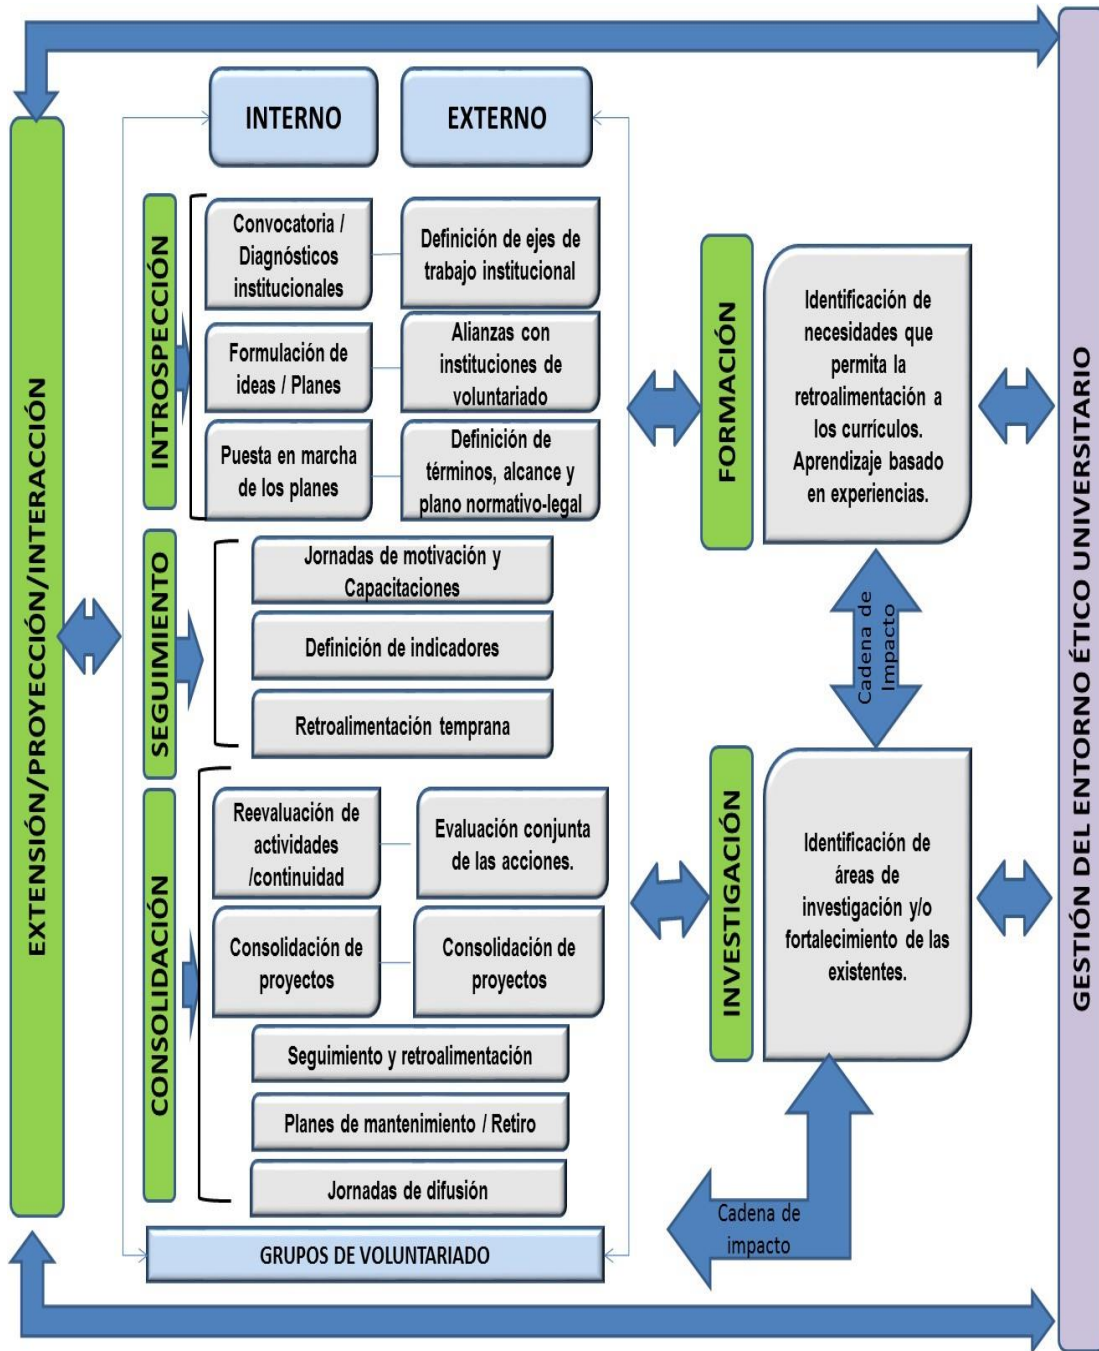 EXTENSIÓN/PROYECCIÓN/INTERACCIÓN
INTERNO
EXTERNO
INTROSPECCIÓN
Convocatoria /
Diagnósticos
institucionales
Definición de ejes de
trabajo institucional
Formulación de
ideas / Planes
Alianzas con
instituciones de
voluntariado
Puesta en marcha
de los planes
Definición de
términos, alcance y
plano normativo-legal
SEGUIMIENTO
Jornadas de motivación y
Capacitaciones
Definición de indicadores
Retroalimentación temprana
CONSOLIDACIÓN
Reevaluación de
actividades
/continuidad
Evaluación conjunta
de las acciones.
Consolidación de
proyectos
Consolidación de
proyectos
Seguimiento y retroalimentación
Planes de mantenimiento / Retiro
Jornadas de difusión
GRUPOS DE VOLUNTARIADO
FORMACIÓN
Identificación de
necesidades que
permita la
retroalimentación a
los currículos.
Aprendizaje basado
en experiencias.
Cadena de
Impacto
INVESTIGACIÓN
Identificación de
áreas de
investigación y/o
fortalecimiento de las
existentes.
Cadena de
impacto
GESTIÓN DEL ENTORNO ÉTICO UNIVERSITARIO